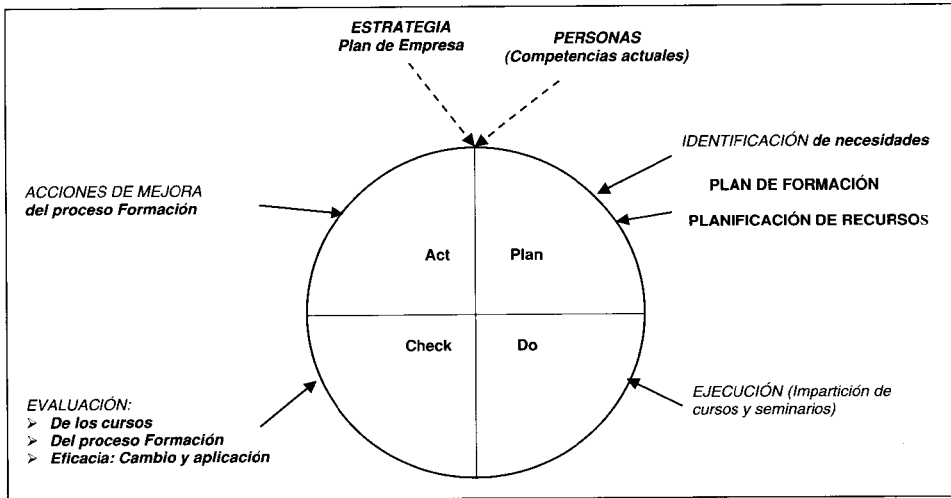 ESTRATEGIA
Plan de Empresa
PERSONAS
(Competencias actuales)
IDENTIFICACIÓN de necesidades
PLAN DE FORMACIÓN
PLANIFICACIÓN DE RECURSOS
ACCIONES DE MEJORA
del proceso Formación
Act
Plan
Check
Do
EJECUCIÓN (Impartición de
cursos y seminarios)
EVALUACIÓN:
➢ De los cursos
➢ Del proceso Formación
➢ Eficacia: Cambio y aplicación